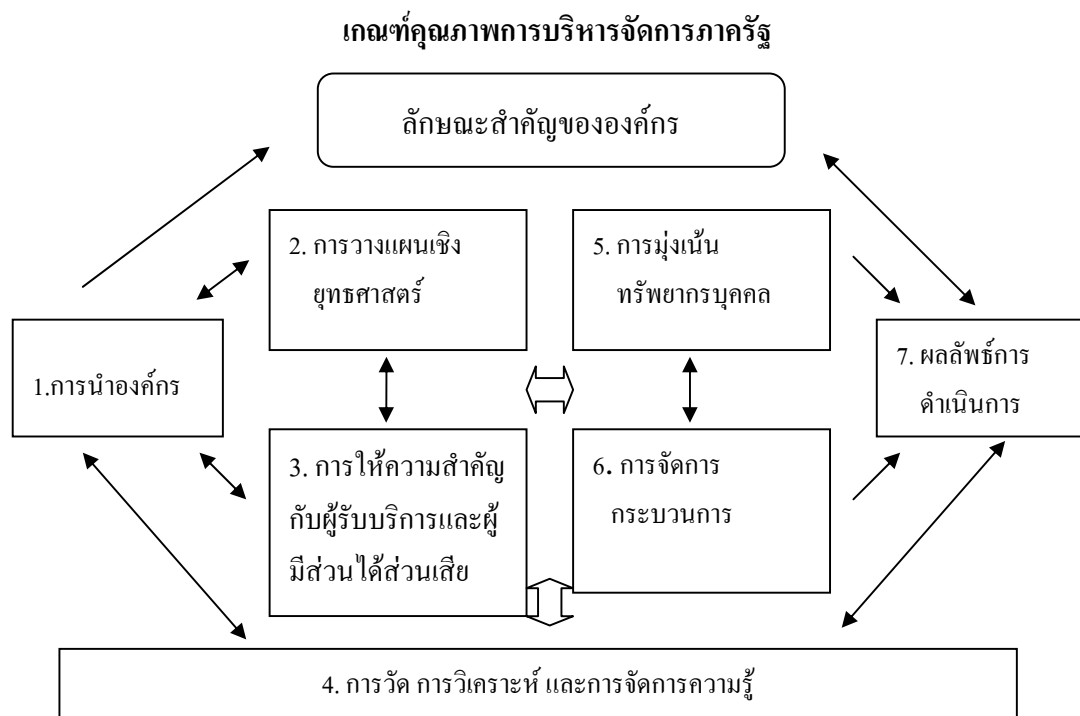 เกณฑ์คุณภาพการบริหารจัดการภาครัฐ
ลักษณะสำคัญขององค์กร
2. การวางแผนเชิง
ยุทธศาสตร์
5. การมุ่งเน้น
ทรัพยากรบุคคล
1.การนำองค์กร
7. ผลลัพธ์การ
ดำเนินการ
3. การให้ความสำคัญ
กับผู้รับบริการและผู้
มีส่วนได้ส่วนเสีย
6. การจัดการ
กระบวนการ
4. การวัด การวิเคราะห์ และการจัดการความรู้